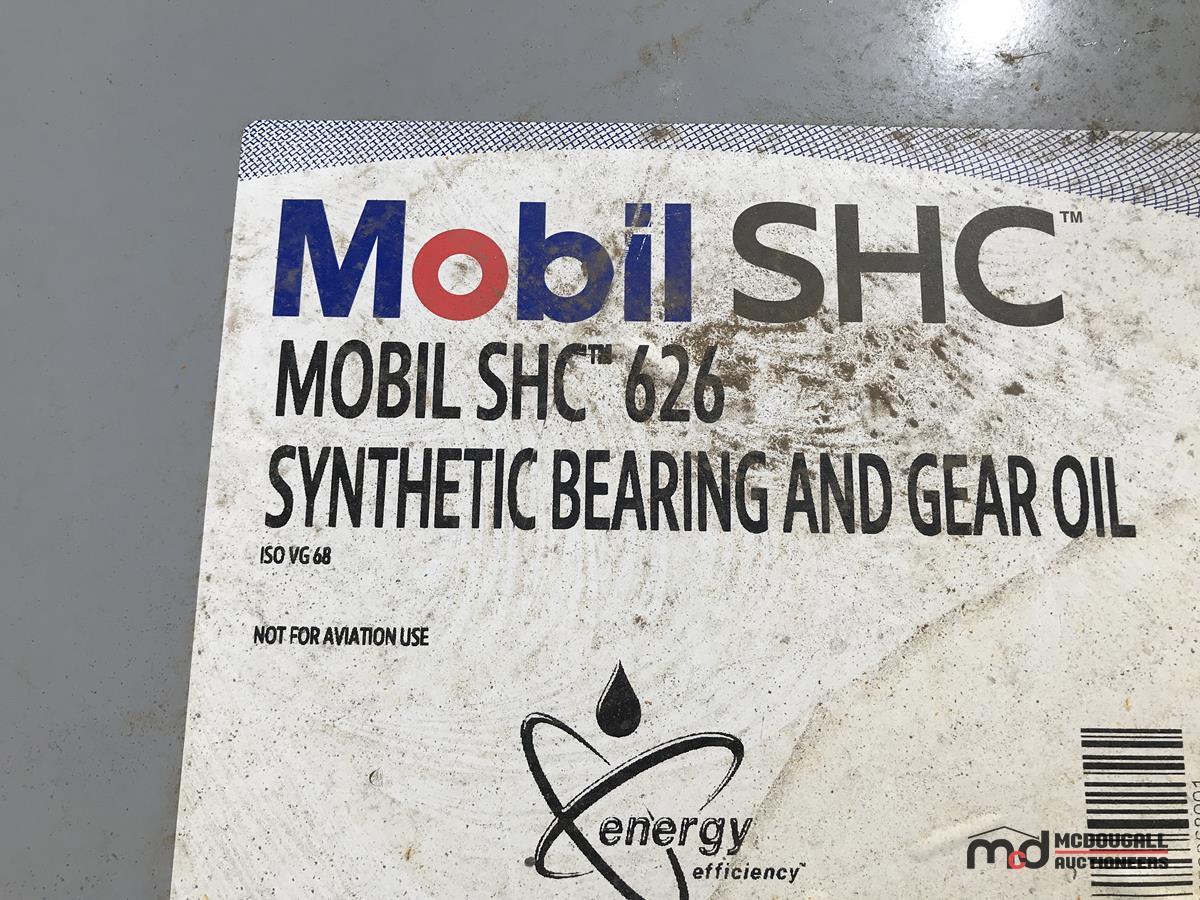 Mobil SHC™
MOBIL SHC™ 626
SYNTHETIC BEARING AND GEAR OIL
ISO VG 68
NOT FOR AVIATION USE
energy
efficiency™
mcd MCDOUGALL
AUCTIONEERS